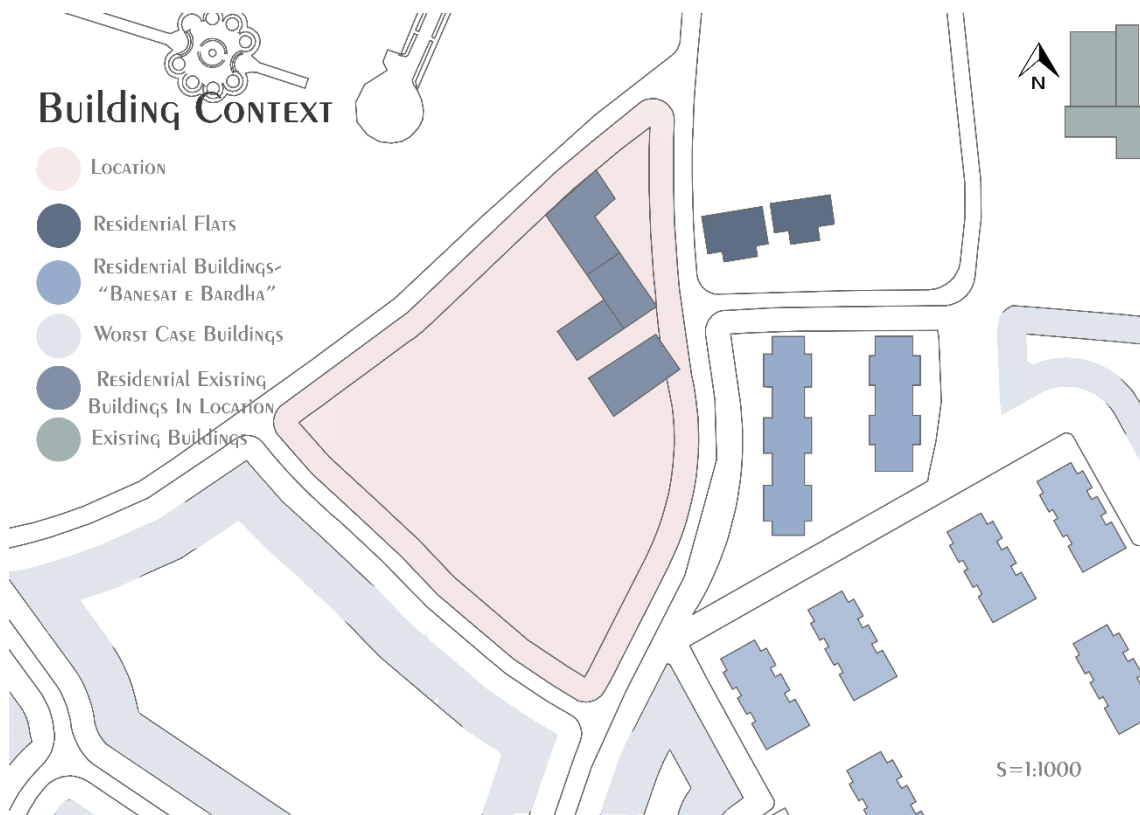 Building Context
Location
Residential Flats
Residential Buildings-
“Banesat e Bardha”
Worst Case Buildings
Residential Existing
Buildings In Location
Existing Buildings
N
S=1:1000